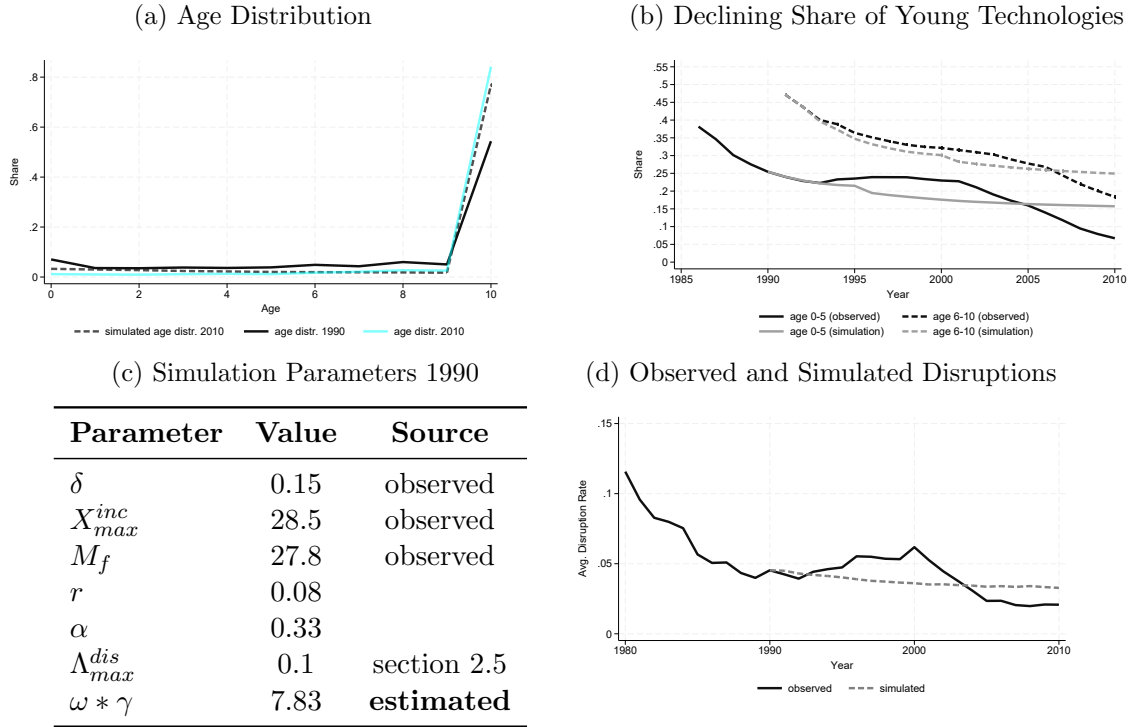 (a) Age Distribution
.8
.6
.4
.2
0
Share
0 2 4 6 8 10
Age
simulated age distr. 2010 age distr. 1990 age distr. 2010
(b) Declining Share of Young Technologies
.55
.5
.45
.4
.35
.3
.25
.2
.15
.1
.05
0
Share
1985 1990 1995 2000 2005 2010
Year
age 0-5 (observed) age 6-10 (observed)
age 0-5 (simulation) age 6-10 (simulation)
(c) Simulation Parameters 1990
Parameter Value Source
δ 0.15 observed
X_{max}^{inc} 28.5 observed
M_f 27.8 observed
r 0.08
α 0.33
Λ_{max}^{dis} 0.1 section 2.5
ω ∗ γ 7.83 estimated
(d) Observed and Simulated Disruptions
.15
.1
.05
0
Avg. Disruption Rate
1980 1990 2000 2010
Year
observed simulated